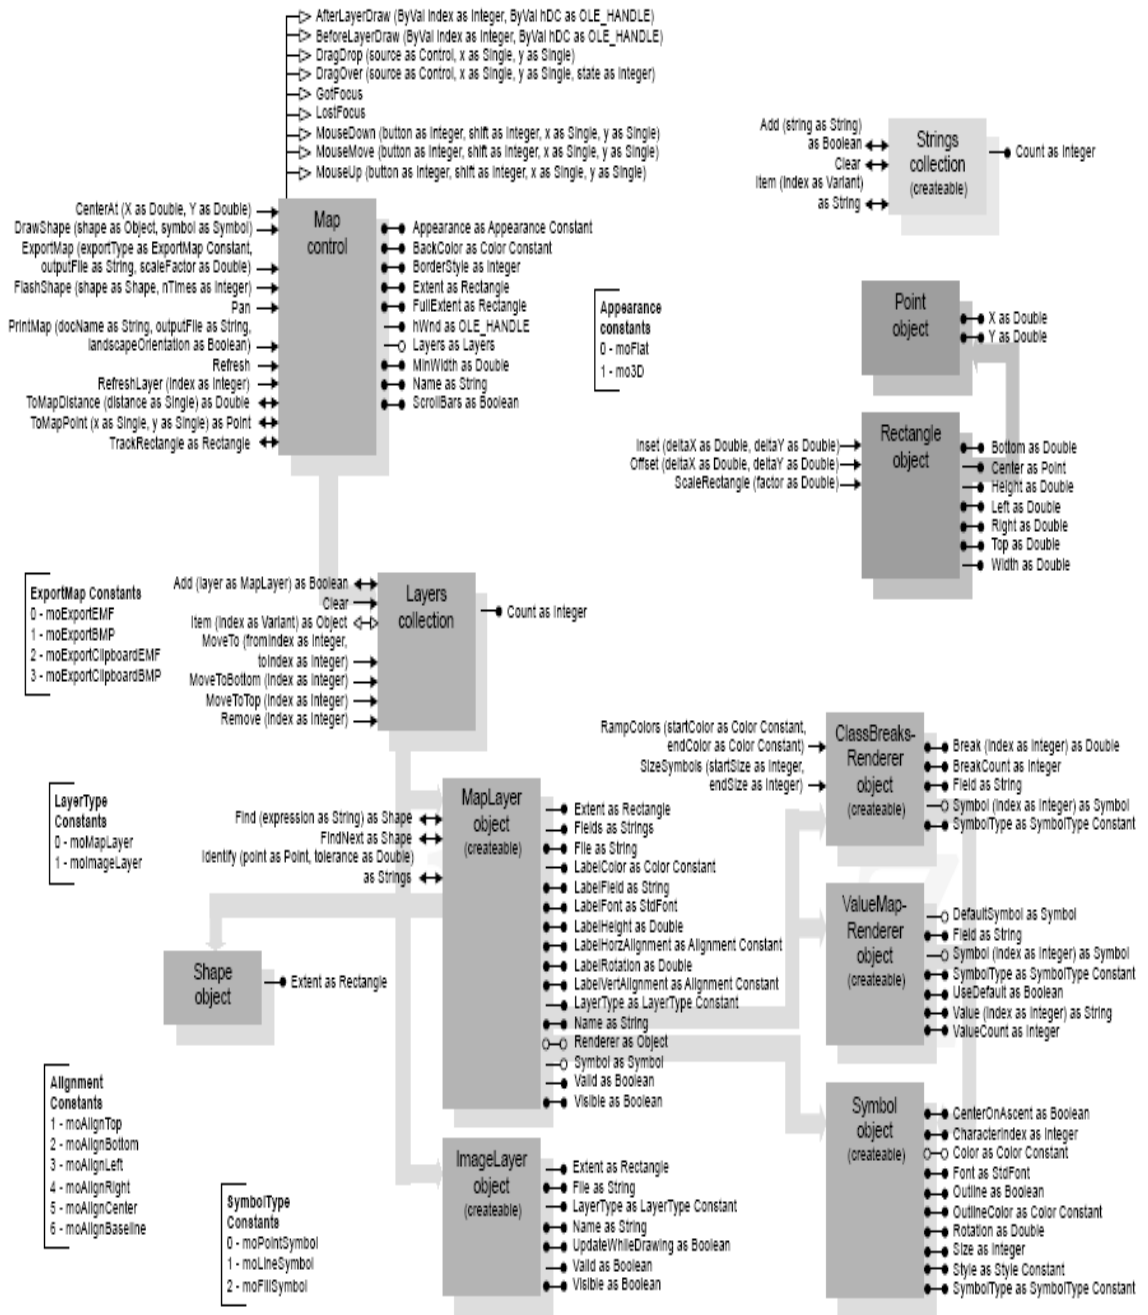 AfterLayerDraw (ByVal Index as Integer, ByVal hDC as OLE_HANDLE)
BeforeLayerDraw (ByVal Index as Integer, ByVal hDC as OLE_HANDLE)
DragDrop (source as Control, x as Single, y as Single)
DragOver (source as Control, x as Single, y as Single, state as Integer)
GotFocus
LostFocus
MouseDown (button as Integer, shift as Integer, x as Single, y as Single)
MouseMove (button as Integer, shift as Integer, x as Single, y as Single)
MouseUp (button as Integer, shift as Integer, x as Single, y as Single)
CenterAt (X as Double, Y as Double)
DrawShape (shape as Object, symbol as Symbol)
ExportMap (exportType as ExportMap Constant,
outputFile as String, scaleFactor as Double)
FlashShape (shape as Shape, nTimes as Integer)
Pan
PrintMap (docName as String, outputFile as String,
landscapeOrientation as Boolean)
Refresh
RefreshLayer (Index as Integer)
ToMapDistance (distance as Single) as Double
ToMapPoint (x as Single, y as Single) as Point
TrackRectangle as Rectangle
Map
control
Appearance as Appearance Constant
BackColor as Color Constant
BorderStyle as Integer
Extent as Rectangle
FullExtent as Rectangle
hWnd as OLE_HANDLE
Layers as Layers
MinWidth as Double
Name as String
ScrollBars as Boolean
Add (string as String)
as Boolean
Clear
Item (Index as Variant)
as String
Strings
collection
(createable)
Count as Integer
Appearance
constants
0 - moFlat
1 - mo3D
Point
object
X as Double
Y as Double
Inset (deltaX as Double, deltaY as Double)
Offset (deltaX as Double, deltaY as Double)
ScaleRectangle (factor as Double)
Rectangle
object
Bottom as Double
Center as Point
Height as Double
Left as Double
Right as Double
Top as Double
Width as Double
ExportMap Constants
0 - moExportEMF
1 - moExportBMP
2 - moExportClipboardEMF
3 - moExportClipboardBMP
Add (layer as MapLayer) as Boolean
Clear
Item (Index as Variant) as Object
MoveTo (fromIndex as Integer,
toIndex as Integer)
MoveToBottom (Index as Integer)
MoveToTop (Index as Integer)
Remove (Index as Integer)
Layers
collection
Count as Integer
LayerType
Constants
0 - moMapLayer
1 - moImageLayer
Find (expression as String) as Shape
FindNext as Shape
Identify (point as Point, tolerance as Double)
as Strings
MapLayer
object
(createable)
Extent as Rectangle
Fields as Strings
File as String
LabelColor as Color Constant
LabelField as String
LabelFont as StdFont
LabelHeight as Double
LabelHorzAlignment as Alignment Constant
LabelRotation as Double
LabelVertAlignment as Alignment Constant
LayerType as LayerType Constant
Name as String
Renderer as Object
Symbol as Symbol
Valid as Boolean
Visible as Boolean
RampColors (startColor as Color Constant,
endColor as Color Constant)
SizeSymbols (startSize as Integer,
endSize as Integer)
ClassBreaks-
Renderer
object
(createable)
Break (Index as Integer) as Double
BreakCount as Integer
Field as String
Symbol (Index as Integer) as Symbol
SymbolType as SymbolType Constant
ValueMap-
Renderer
object
(createable)
DefaultSymbol as Symbol
Field as String
Symbol (Index as Integer) as Symbol
SymbolType as SymbolType Constant
UseDefault as Boolean
Value (Index as Integer) as String
ValueCount as Integer
Shape
object
Extent as Rectangle
Alignment
Constants
1 - moAlignTop
2 - moAlignBottom
3 - moAlignLeft
4 - moAlignRight
5 - moAlignCenter
6 - moAlignBaseline
SymbolType
Constants
0 - moPointSymbol
1 - moLineSymbol
2 - moFillSymbol
ImageLayer
object
(createable)
Extent as Rectangle
File as String
LayerType as LayerType Constant
Name as String
UpdateWhileDrawing as Boolean
Valid as Boolean
Visible as Boolean
Symbol
object
(createable)
CenterOnAscent as Boolean
CharacterIndex as Integer
Color as Color Constant
Font as StdFont
Outline as Boolean
OutlineColor as Color Constant
Rotation as Double
Size as Integer
Style as Style Constant
SymbolType as SymbolType Constant